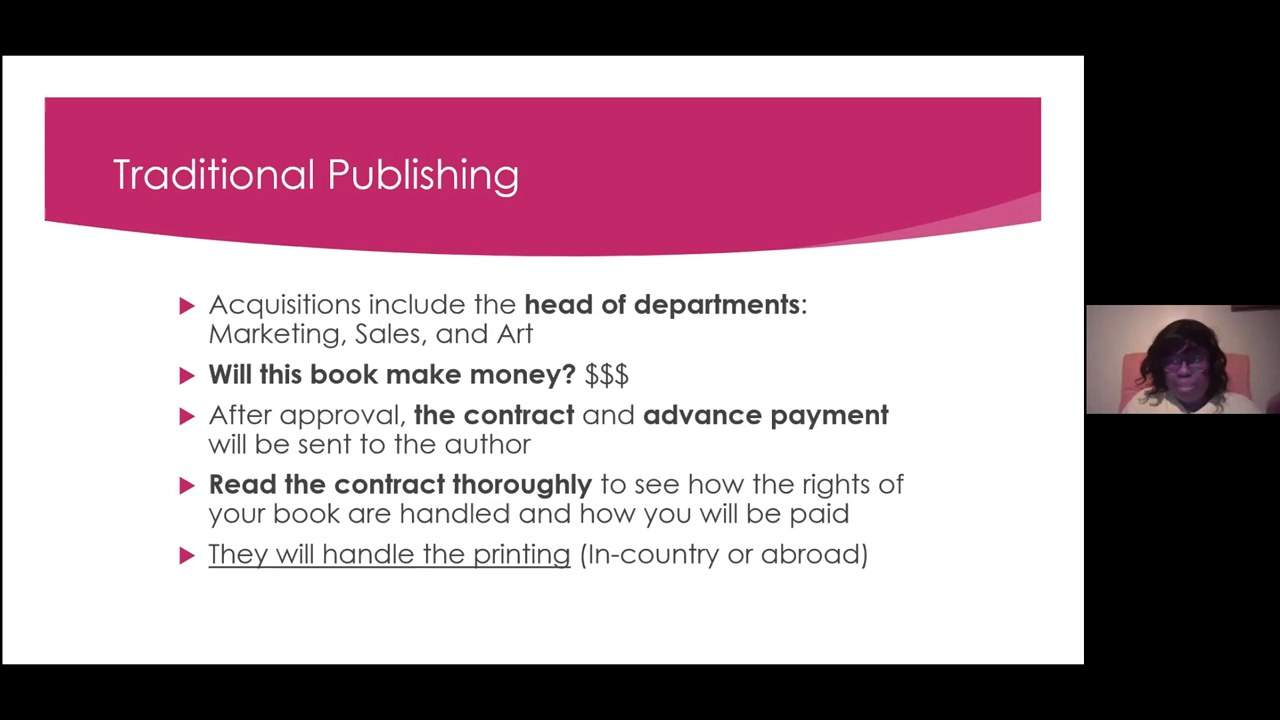 Traditional Publishing
Acquisitions include the head of departments:
Marketing, Sales, and Art
Will this book make money? $$$
After approval, the contract and advance payment
will be sent to the author
Read the contract thoroughly to see how the rights of
your book are handled and how you will be paid
They will handle the printing (In-country or abroad)